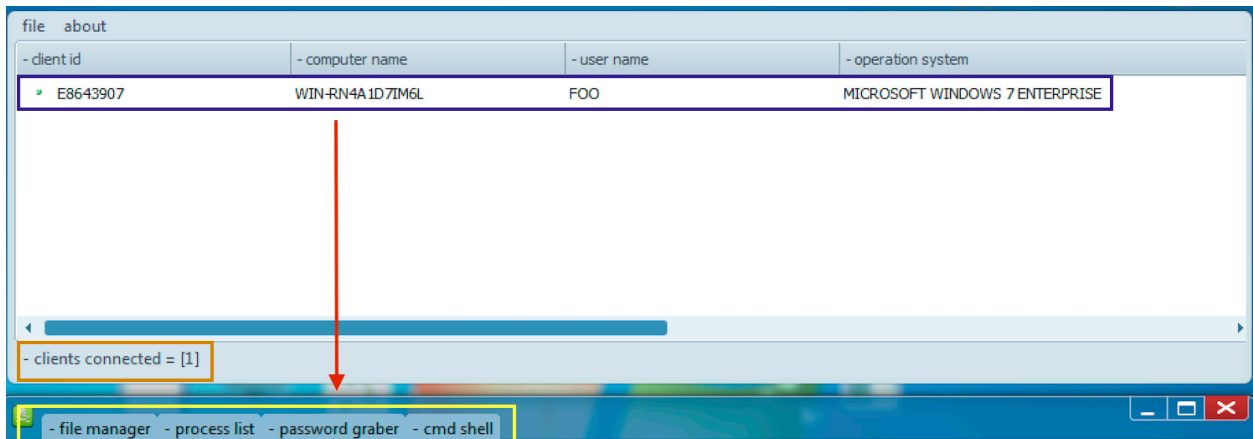 file about
- client id - computer name - user name - operation system
E8643907 WIN-RN4A1D7IM6L FOO MICROSOFT WINDOWS 7 ENTERPRISE
- clients connected = [1]
- file manager - process list - password graber - cmd shell